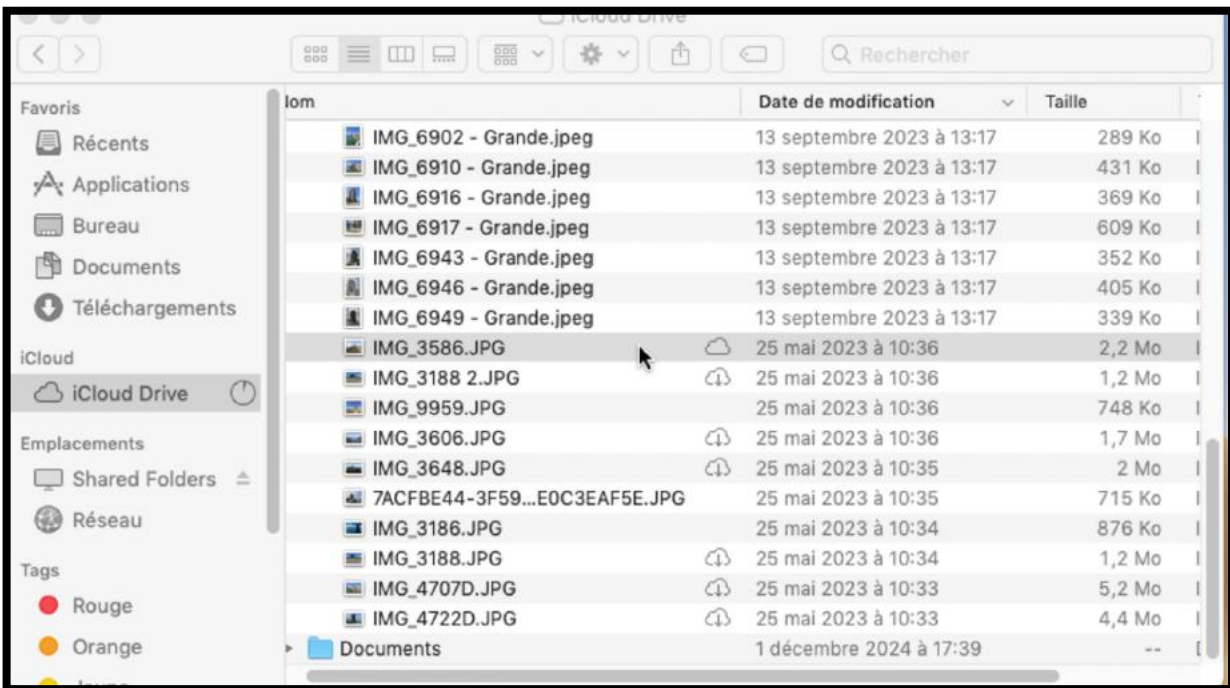 iCloud Drive
Rechercher
Favoris
Récents
Applications
Bureau
Documents
Téléchargements
iCloud
iCloud Drive
Emplacements
Shared Folders
Réseau
Tags
Rouge
Orange
Jaune
Nom Date de modification Taille
IMG_6902 - Grande.jpeg 13 septembre 2023 à 13:17 289 Ko
IMG_6910 - Grande.jpeg 13 septembre 2023 à 13:17 431 Ko
IMG_6916 - Grande.jpeg 13 septembre 2023 à 13:17 369 Ko
IMG_6917 - Grande.jpeg 13 septembre 2023 à 13:17 609 Ko
IMG_6943 - Grande.jpeg 13 septembre 2023 à 13:17 352 Ko
IMG_6946 - Grande.jpeg 13 septembre 2023 à 13:17 405 Ko
IMG_6949 - Grande.jpeg 13 septembre 2023 à 13:17 339 Ko
IMG_3586.JPG 25 mai 2023 à 10:36 2,2 Mo
IMG_3188 2.JPG 25 mai 2023 à 10:36 1,2 Mo
IMG_9959.JPG 25 mai 2023 à 10:36 748 Ko
IMG_3606.JPG 25 mai 2023 à 10:36 1,7 Mo
IMG_3648.JPG 25 mai 2023 à 10:35 2 Mo
7ACFBE44-3F59...E0C3EAF5E.JPG 25 mai 2023 à 10:35 715 Ko
IMG_3186.JPG 25 mai 2023 à 10:34 876 Ko
IMG_3188.JPG 25 mai 2023 à 10:34 1,2 Mo
IMG_4707D.JPG 25 mai 2023 à 10:33 5,2 Mo
IMG_4722D.JPG 25 mai 2023 à 10:33 4,4 Mo
Documents 1 décembre 2024 à 17:39 --